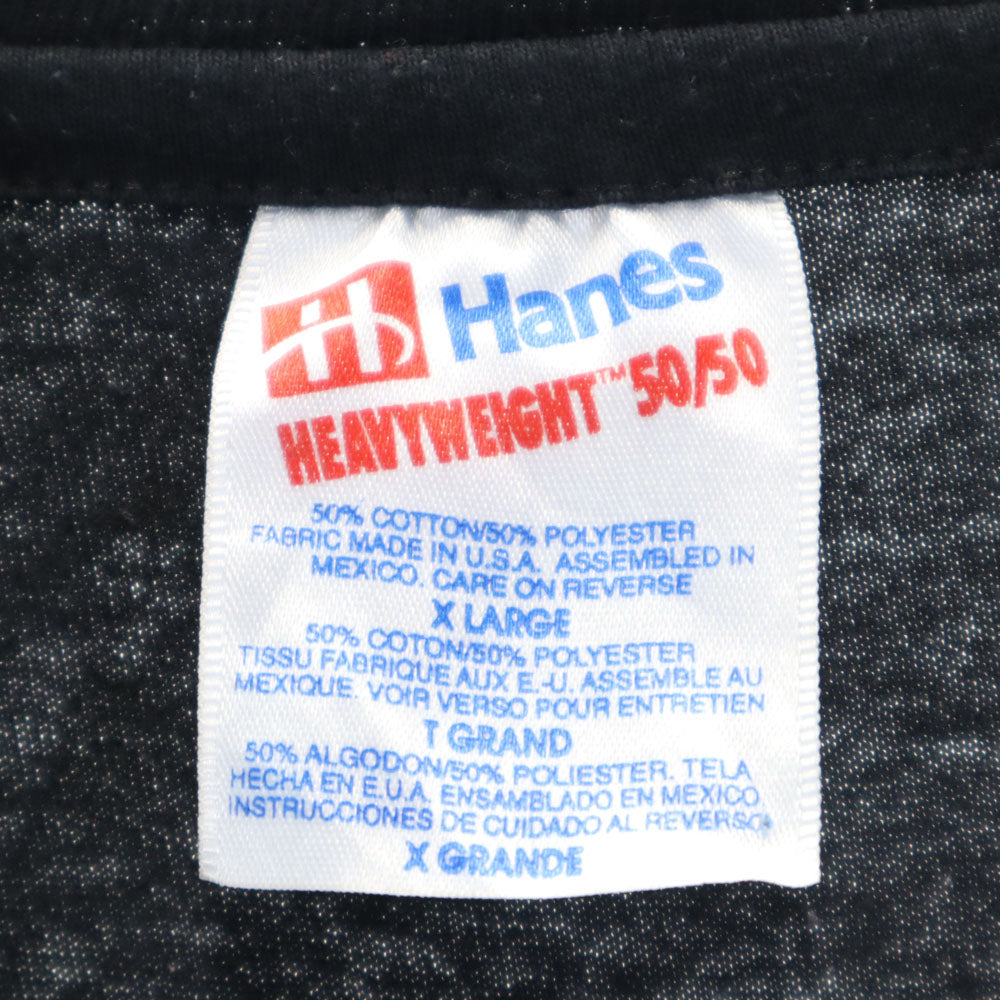 H Hanes
HEAVYWEIGHT™ 50/50
50% COTTON/50% POLYESTER
FABRIC MADE IN U.S.A. ASSEMBLED IN
MEXICO. CARE ON REVERSE
X LARGE
50% COTON/50% POLYESTER
TISSU FABRIQUE AUX E.-U. ASSEMBLE AU
MEXIQUE. VOIR VERSO POUR ENTRETIEN
T GRAND
50% ALGODON/50% POLIESTER. TELA
HECHA EN E.U.A. ENSAMBLADO EN MEXICO
INSTRUCCIONES DE CUIDADO AL REVERSO.
X GRANDE